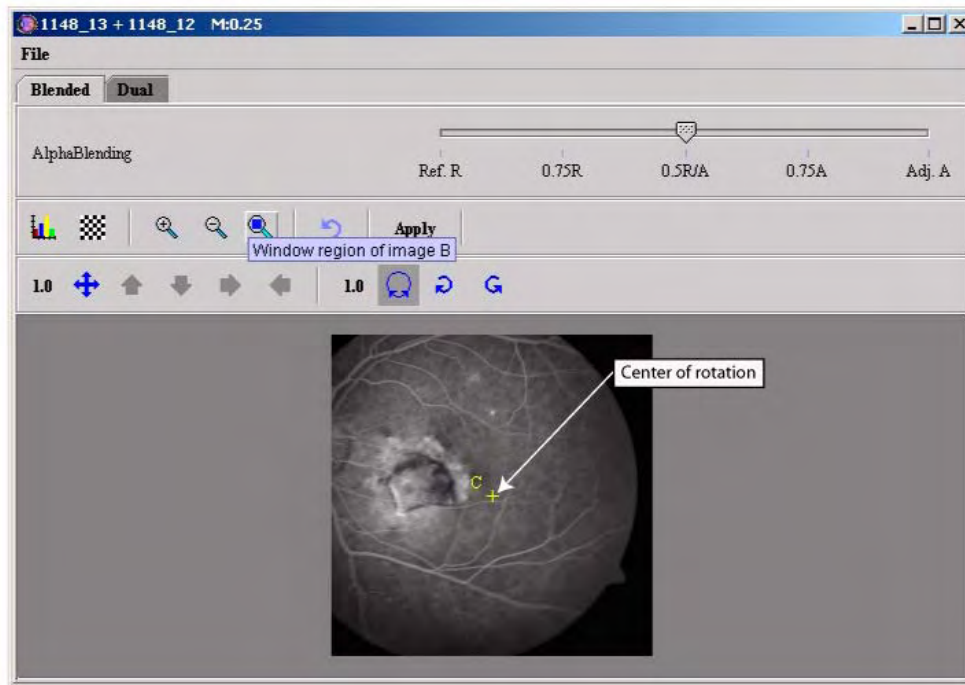 1148_13 + 1148_12 M:0.25
File
Blended Dual
AlphaBlending
Ref. R 0.75R 0.5R/A 0.75A Adj. A
Apply
Window region of image B
1.0 1.0
Center of rotation
C